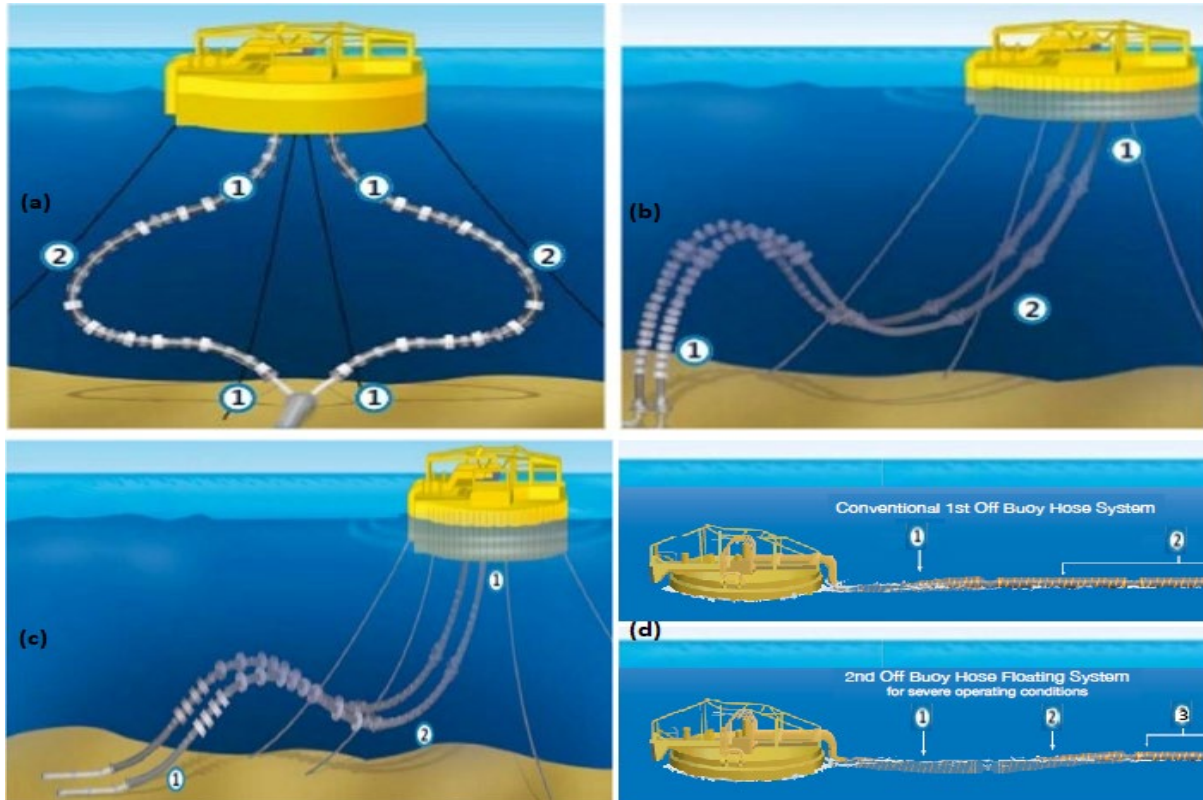 (a)
1
1
2
2
1
1
(b)
1
2
1
(c)
1
2
1
(d)
Conventional 1st Off Buoy Hose System
1
2
2nd Off Buoy Hose Floating System
for severe operating conditions
1
2
3